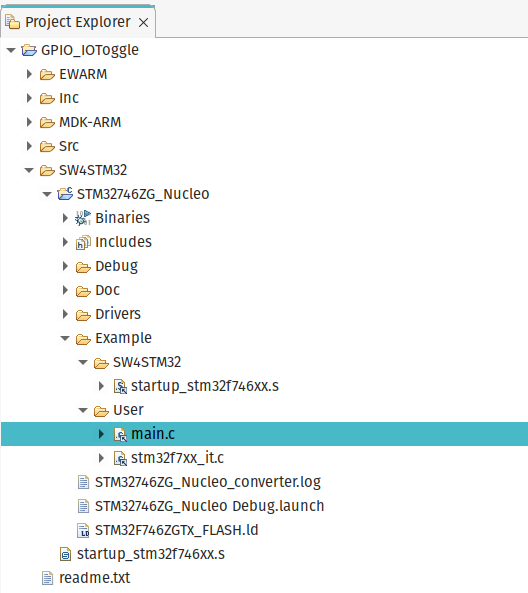 Project Explorer
GPIO_IOToggle
EWARM
Inc
MDK-ARM
Src
SW4STM32
STM32746ZG_Nucleo
Binaries
Includes
Debug
Doc
Drivers
Example
SW4STM32
startup_stm32f746xx.s
User
main.c
stm32f7xx_it.c
STM32746ZG_Nucleo_converter.log
STM32746ZG_Nucleo Debug.launch
STM32F746ZGTx_FLASH.ld
startup_stm32f746xx.s
readme.txt